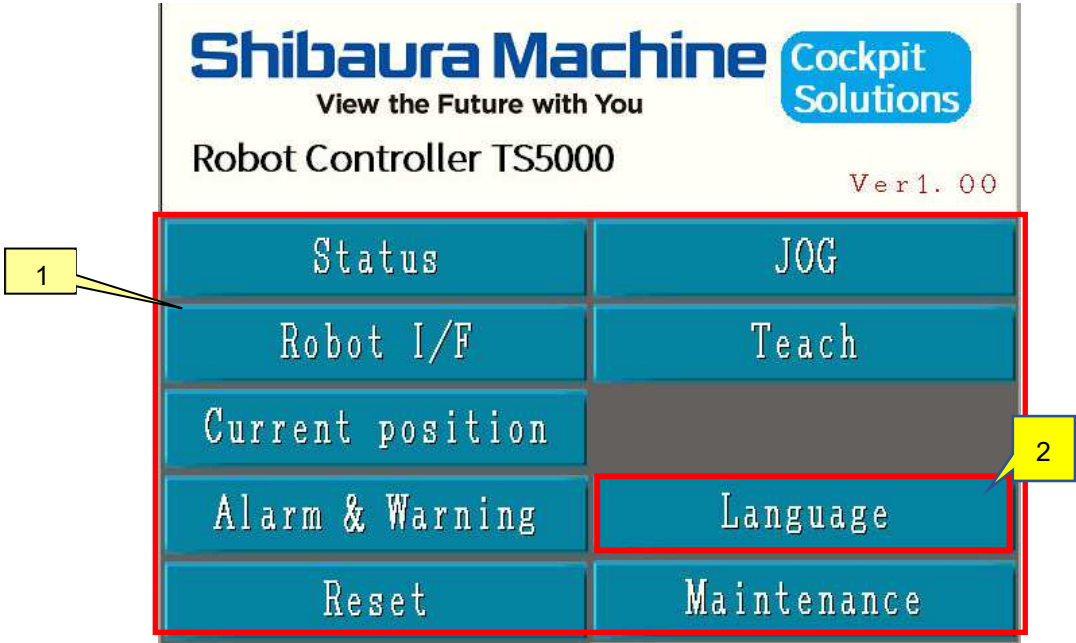 Shibaura Machine
View the Future with You
Cockpit
Solutions
Robot Controller TS5000
Ver1.00
Status
JOG
1
Robot I/F
Teach
Current position
2
Alarm & Warning
Language
Reset
Maintenance